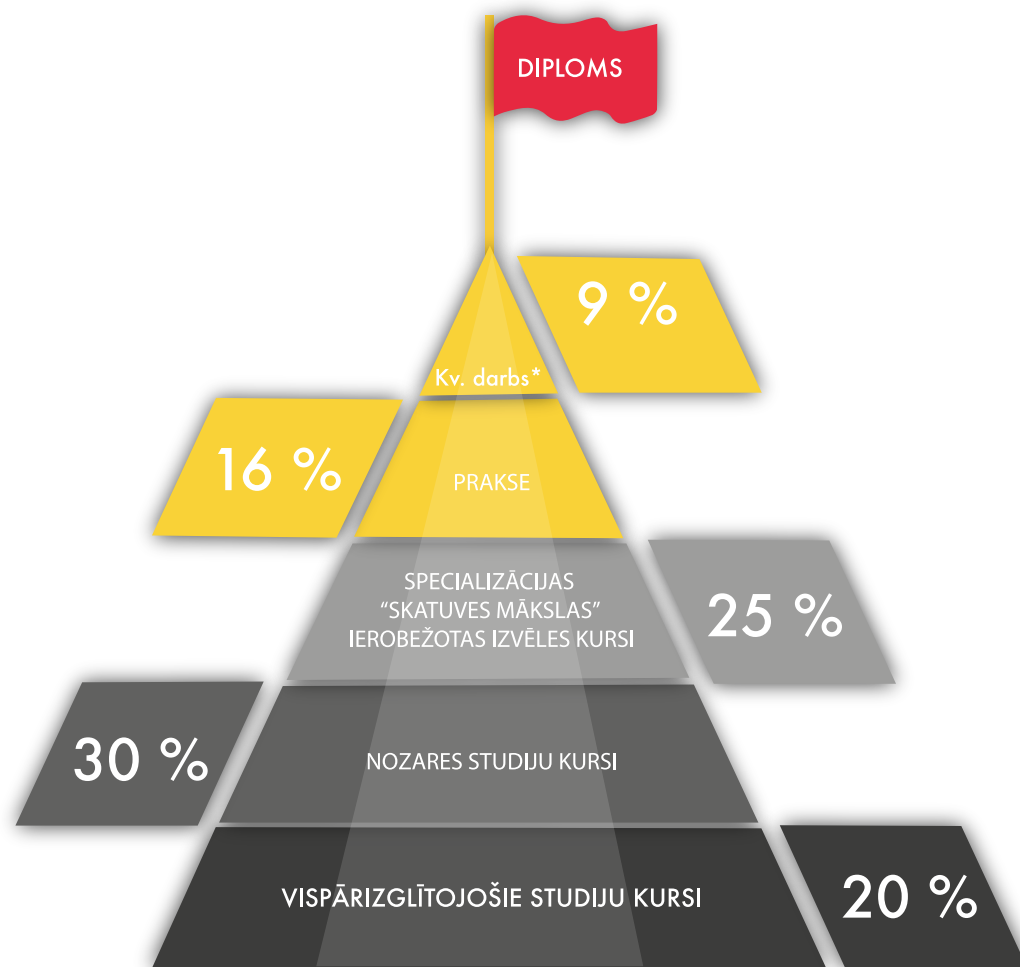 DIPLOMS
9 %
Kv. darbs*
16 %
PRAKSE
SPECIALIZĀCIJAS
“SKATUVES MĀKSLAS”
IEROBEŽOTAS IZVĒLES KURSI
25 %
30 %
NOZARES STUDIJU KURSI
VISPĀRIZGLĪTOJOŠIE STUDIJU KURSI
20 %